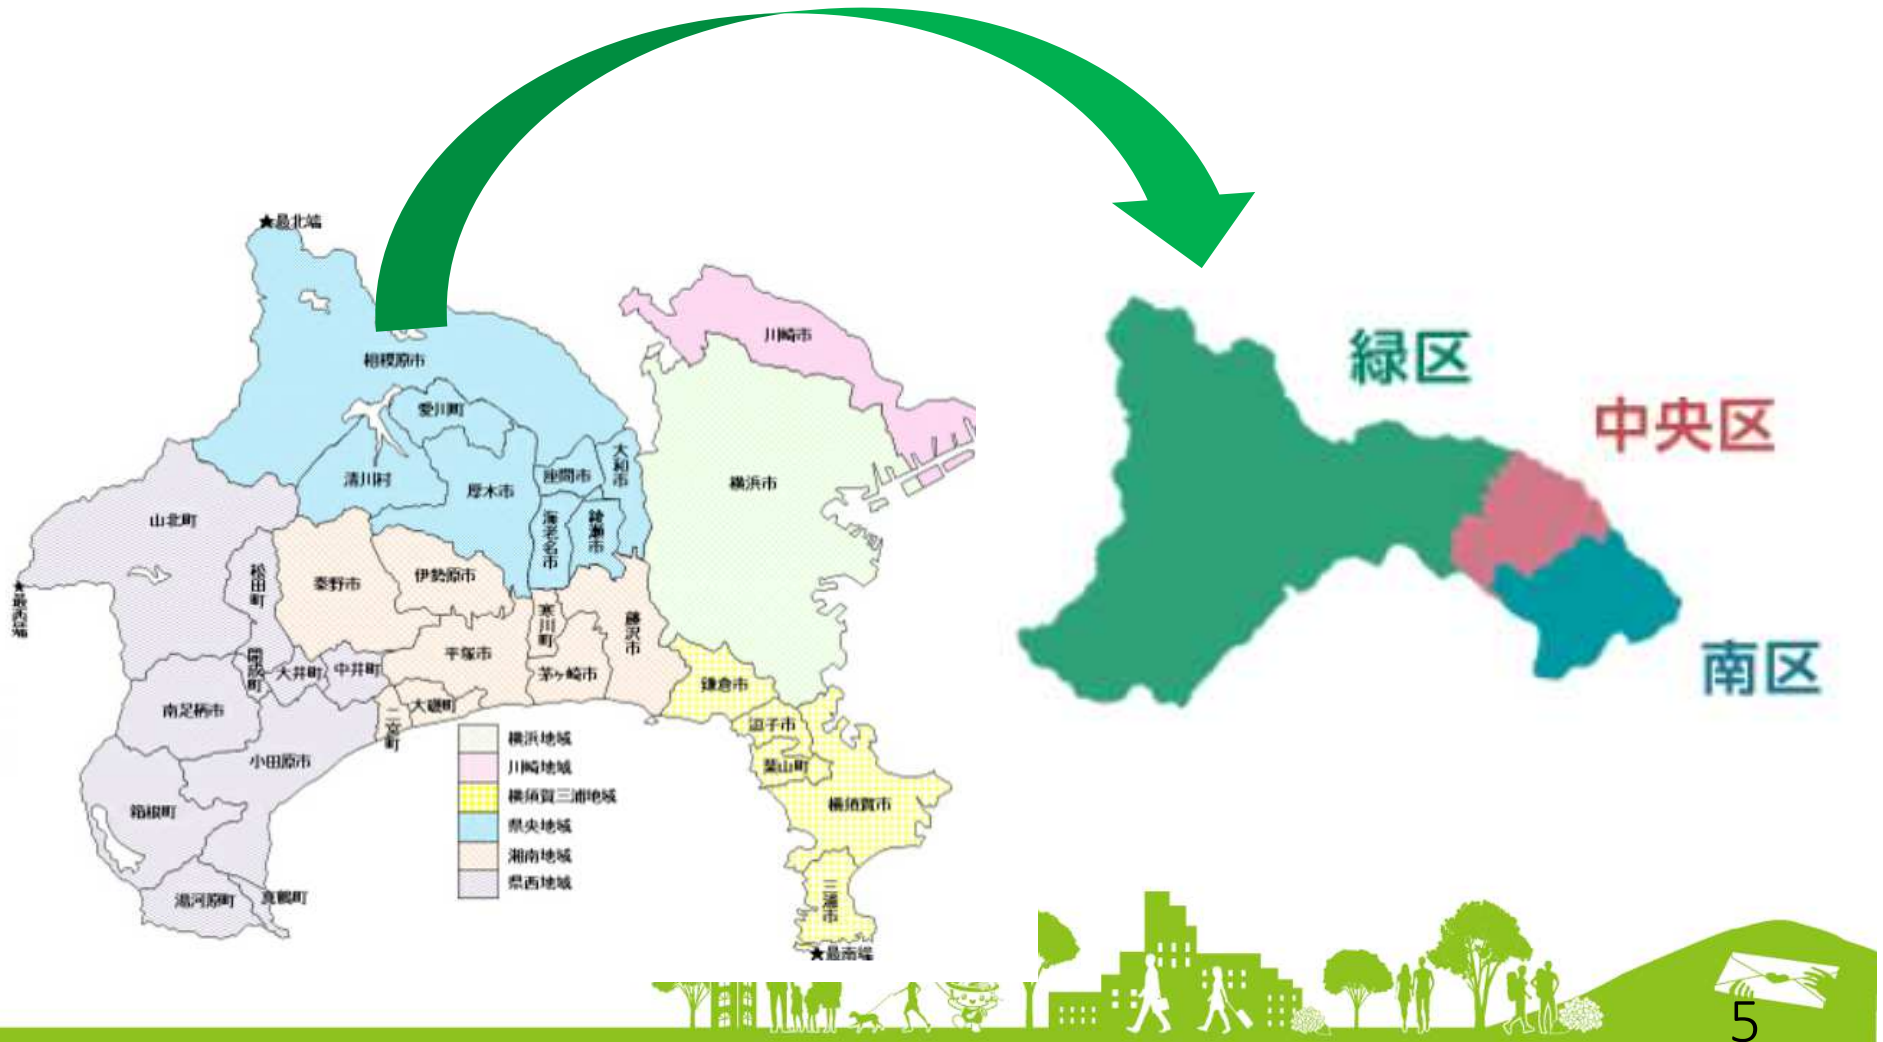 ★最北端
川崎市
相模原市
愛川町
大和市
座間市
清川村
厚木市
横浜市
海老名市
綾瀬市
山北町
松田町
秦野市
伊勢原市
★最西端
寒川町
藤沢市
平塚市
開成町
大井町
中井町
茅ヶ崎市
鎌倉市
南足柄市
大磯町
二宮町
逗子市
小田原市
葉山町
箱根町
横須賀市
湯河原町
真鶴町
三浦市
★最南端
横浜地域
川崎地域
横須賀三浦地域
県央地域
湘南地域
県西地域
緑区
中央区
南区
5